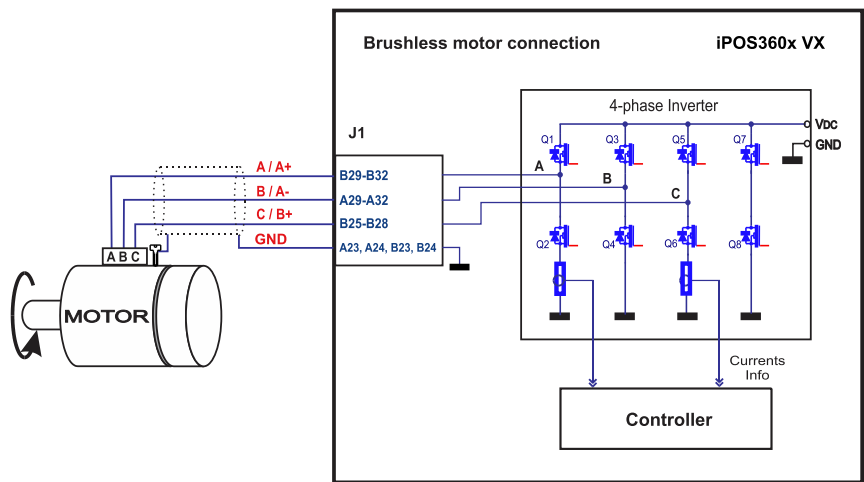 Brushless motor connection
iPOS360x VX
4-phase Inverter
J1
Q1
Q3
Q5
Q7
VDC
GND
A / A+
B29-B32
A
B / A-
A29-A32
B
C / B+
B25-B28
C
GND
A23, A24, B23, B24
Q2
Q4
Q6
Q8
A B C
MOTOR
Currents
Info
Controller